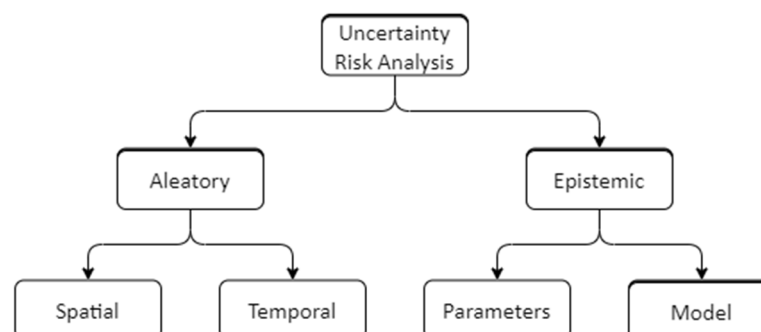 Uncertainty
Risk Analysis
Aleatory
Epistemic
Spatial
Temporal
Parameters
Model